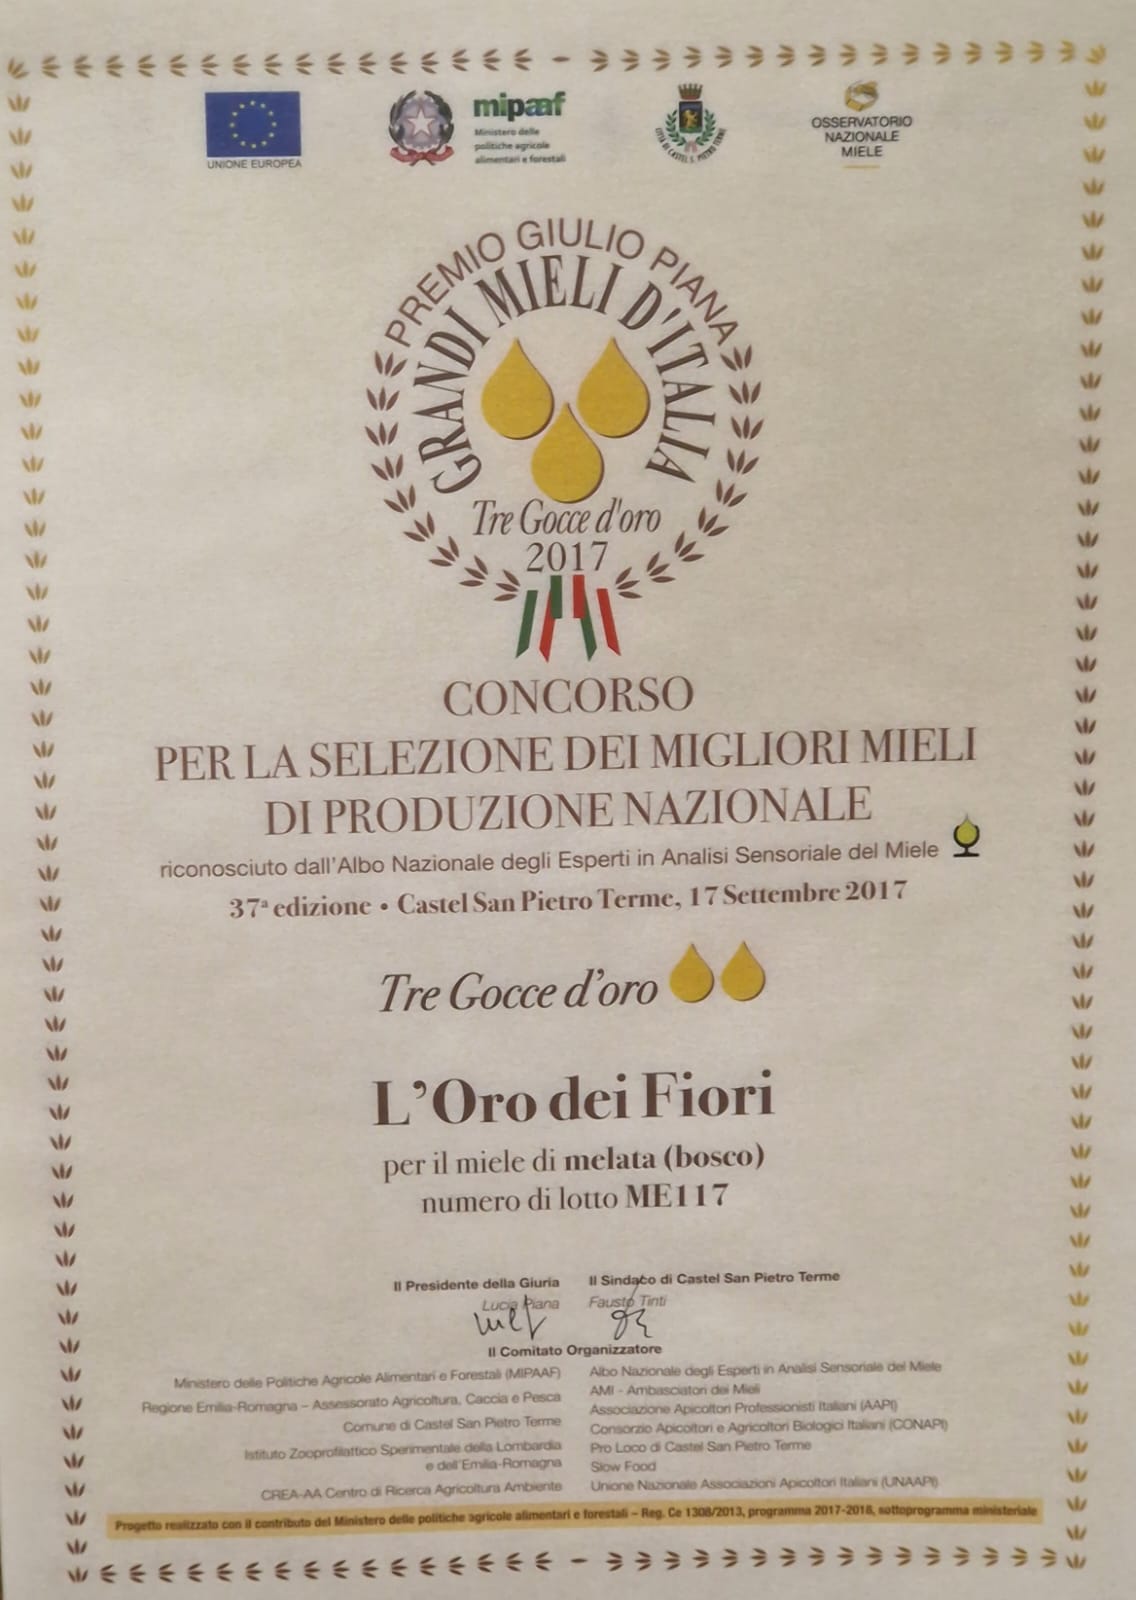 UNIONE EUROPEA
mipaaf
Ministero delle
politiche agricole
alimentari e forestali
CITTÀ DI CASTEL S. PIETRO TERME
OSSERVATORIO
NAZIONALE
MIELE
PREMIO GIULIO PIANA
GRANDI MIELI D'ITALIA
Tre Gocce d'oro
2017
CONCORSO
PER LA SELEZIONE DEI MIGLIORI MIELI
DI PRODUZIONE NAZIONALE
riconosciuto dall'Albo Nazionale degli Esperti in Analisi Sensoriale del Miele
37ª edizione • Castel San Pietro Terme, 17 Settembre 2017
Tre Gocce d'oro
L'Oro dei Fiori
per il miele di melata (bosco)
numero di lotto ME117
Il Presidente della Giuria
Lucia Piana
Il Sindaco di Castel San Pietro Terme
Fausto Tinti
Il Comitato Organizzatore
Ministero delle Politiche Agricole Alimentari e Forestali (MIPAAF)
Regione Emilia-Romagna – Assessorato Agricoltura, Caccia e Pesca
Comune di Castel San Pietro Terme
Istituto Zooprofilattico Sperimentale della Lombardia
e dell'Emilia-Romagna
CREA-AA Centro di Ricerca Agricoltura Ambiente
Albo Nazionale degli Esperti in Analisi Sensoriale del Miele
AMI - Ambasciatori dei Mieli
Associazione Apicoltori Professionisti Italiani (AAPI)
Consorzio Apicoltori e Agricoltori Biologici Italiani (CONAPI)
Pro Loco di Castel San Pietro Terme
Slow Food
Unione Nazionale Associazioni Apicoltori Italiani (UNAAPI)
Progetto realizzato con il contributo del Ministero delle politiche agricole alimentari e forestali – Reg. Ce 1308/2013, programma 2017-2018, sottoprogramma ministeriale